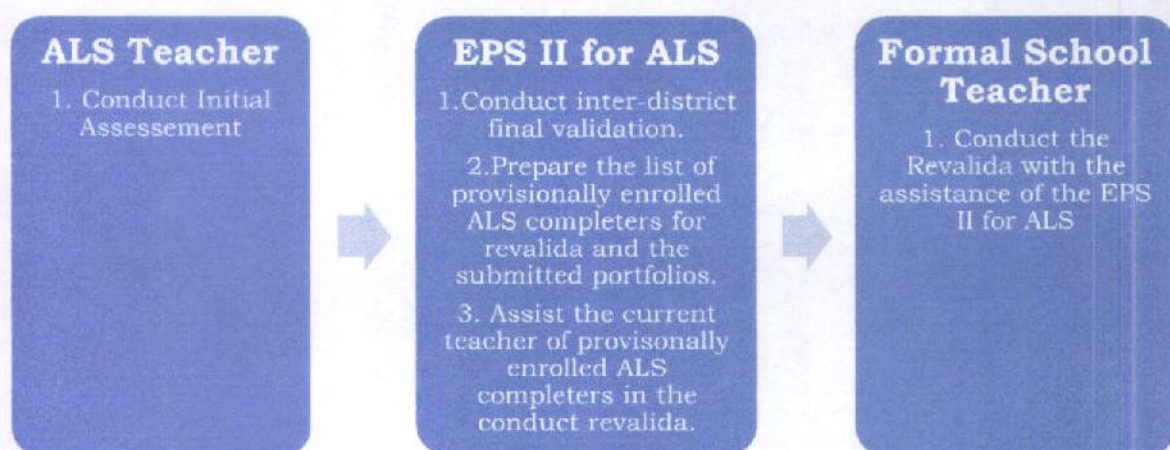 ALS Teacher
1. Conduct Initial
Assessement
EPS II for ALS
1.Conduct inter-district
final validation.
2.Prepare the list of
provisionally enrolled
ALS completers for
revalida and the
submitted portfolios.
3. Assist the current
teacher of provisonally
enrolled ALS
completers in the
conduct revalida.
Formal School
Teacher
1. Conduct the
Revalida with the
assistance of the EPS
II for ALS